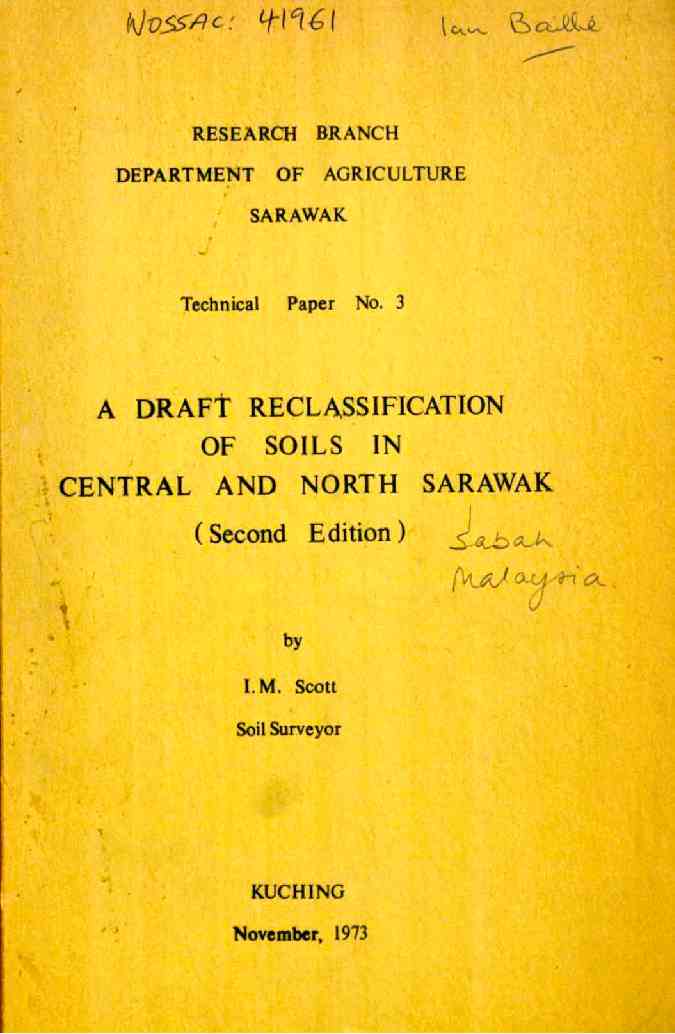 WOSSAC: 41961
Ian Baillie
RESEARCH BRANCH
DEPARTMENT OF AGRICULTURE
SARAWAK
Technical Paper No. 3
A DRAFT RECLASSIFICATION
OF SOILS IN
CENTRAL AND NORTH SARAWAK
(Second Edition)
Sabah
Malaysia.
by
I.M. Scott
Soil Surveyor
KUCHING
November, 1973